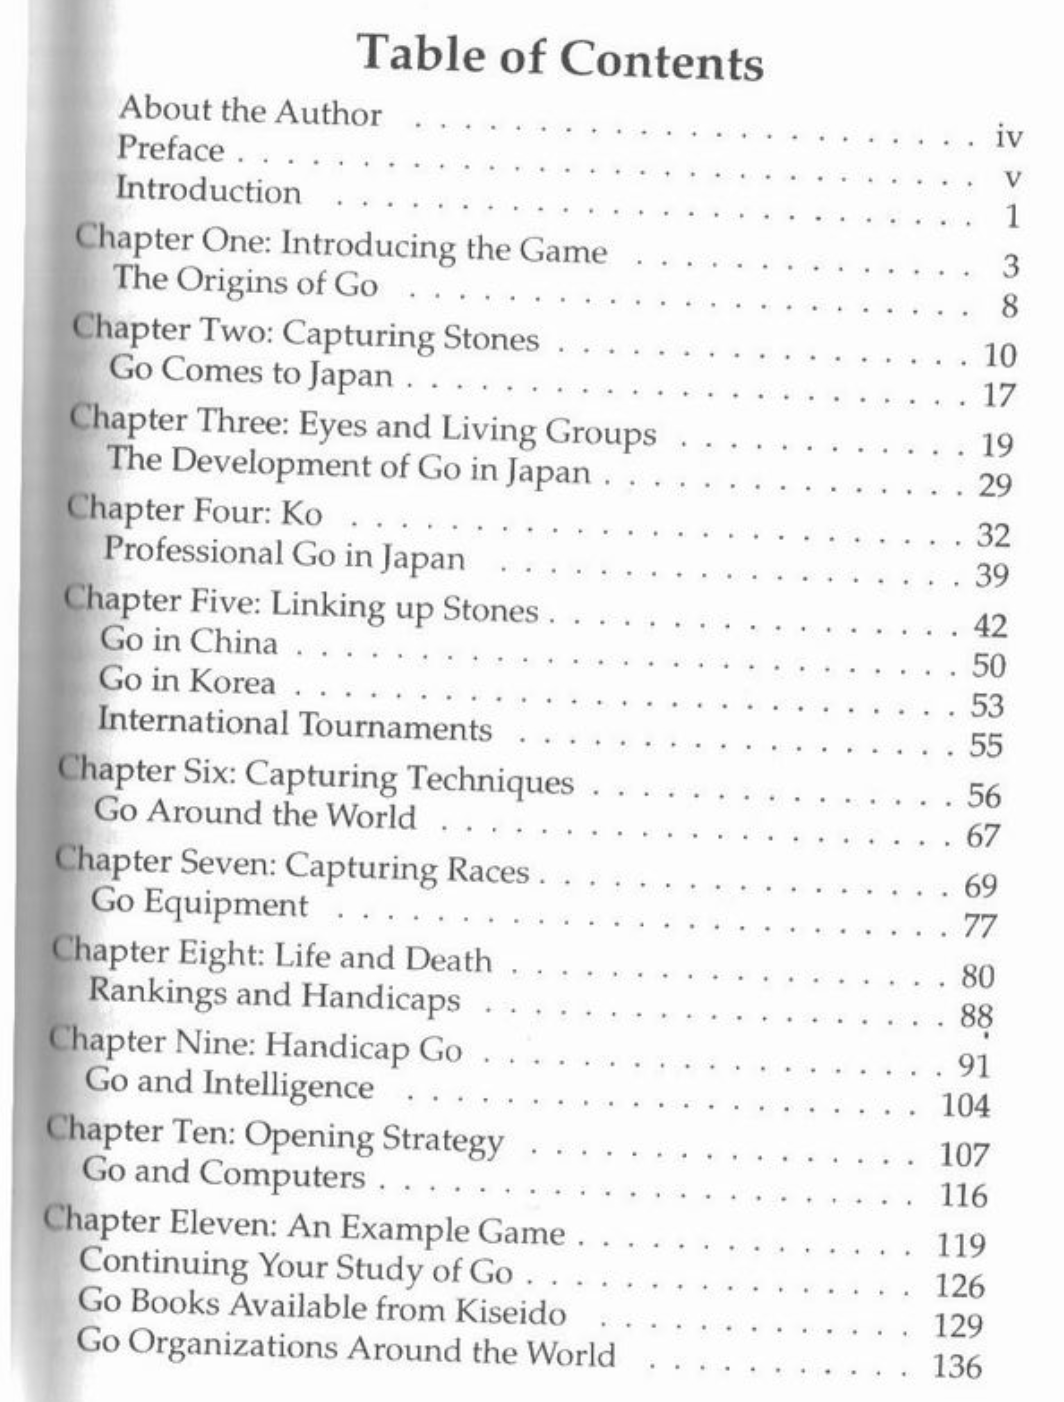 Table of Contents
About the Author . . . . . . . . . . . . . . . . . . . . . . . iv
Preface . . . . . . . . . . . . . . . . . . . . . . . . . . . . . . v
Introduction . . . . . . . . . . . . . . . . . . . . . . . . . . 1
Chapter One: Introducing the Game . . . . . . . . . . . . . . 3
The Origins of Go . . . . . . . . . . . . . . . . . . . . . . . 8
Chapter Two: Capturing Stones . . . . . . . . . . . . . . . . . 10
Go Comes to Japan . . . . . . . . . . . . . . . . . . . . . . . 17
Chapter Three: Eyes and Living Groups . . . . . . . . . . . . 19
The Development of Go in Japan . . . . . . . . . . . . . . . 29
Chapter Four: Ko . . . . . . . . . . . . . . . . . . . . . . . . . 32
Professional Go in Japan . . . . . . . . . . . . . . . . . . . 39
Chapter Five: Linking up Stones . . . . . . . . . . . . . . . . . 42
Go in China . . . . . . . . . . . . . . . . . . . . . . . . . . . 50
Go in Korea . . . . . . . . . . . . . . . . . . . . . . . . . . . 53
International Tournaments . . . . . . . . . . . . . . . . . . 55
Chapter Six: Capturing Techniques . . . . . . . . . . . . . . . 56
Go Around the World . . . . . . . . . . . . . . . . . . . . . 67
Chapter Seven: Capturing Races . . . . . . . . . . . . . . . . . 69
Go Equipment . . . . . . . . . . . . . . . . . . . . . . . . . 77
Chapter Eight: Life and Death . . . . . . . . . . . . . . . . . . 80
Rankings and Handicaps . . . . . . . . . . . . . . . . . . . 88
Chapter Nine: Handicap Go . . . . . . . . . . . . . . . . . . . 91
Go and Intelligence . . . . . . . . . . . . . . . . . . . . . 104
Chapter Ten: Opening Strategy . . . . . . . . . . . . . . . . 107
Go and Computers . . . . . . . . . . . . . . . . . . . . . . 116
Chapter Eleven: An Example Game . . . . . . . . . . . . . . 119
Continuing Your Study of Go . . . . . . . . . . . . . . . . 126
Go Books Available from Kiseido . . . . . . . . . . . . . 129
Go Organizations Around the World . . . . . . . . . . . 136